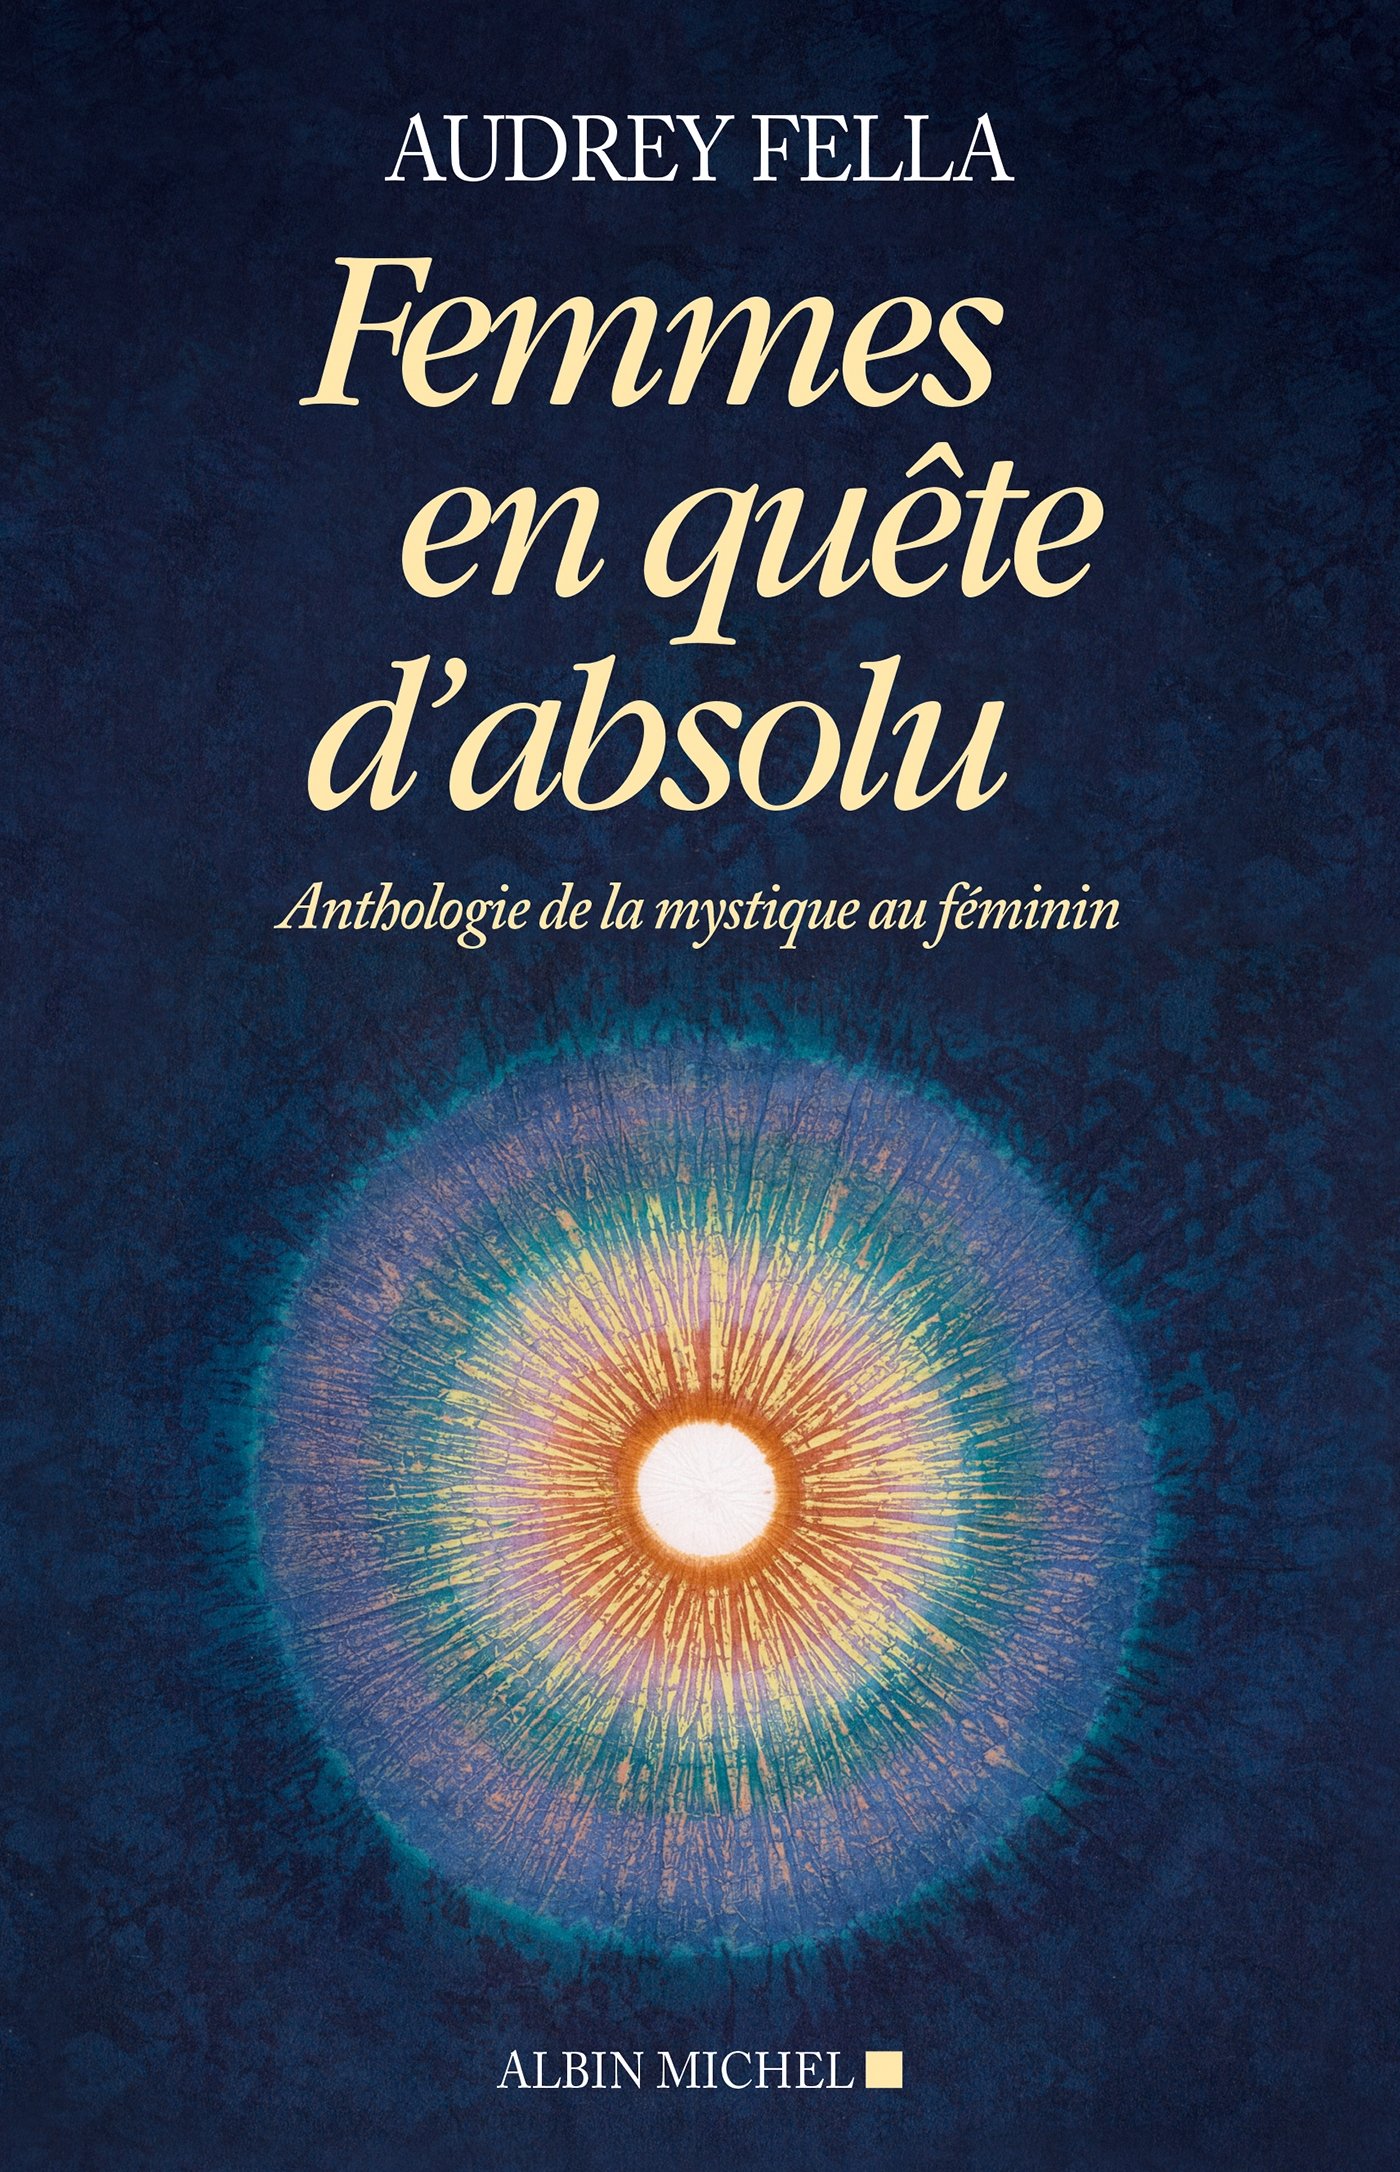 AUDREY FELLA
Femmes
en quête
d’absolu
Anthologie de la mystique au féminin
ALBIN MICHEL